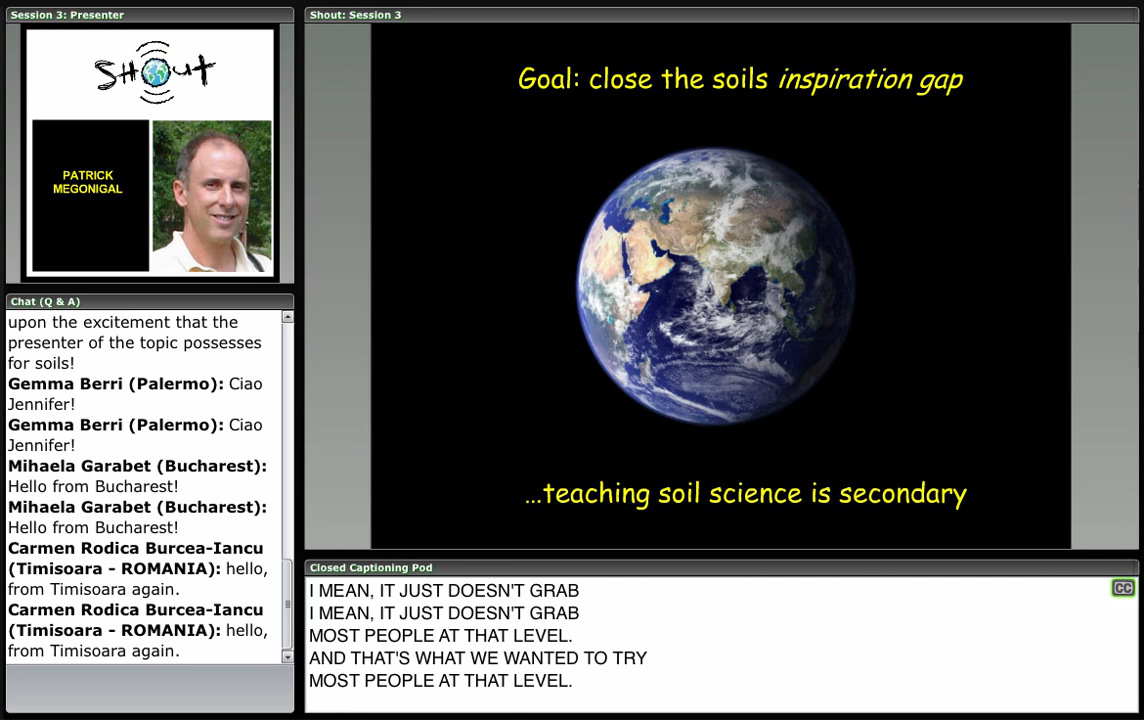 Session 3: Presenter
SHOUT
PATRICK
MEGONIGAL
Chat (Q & A)
upon the excitement that the
presenter of the topic possesses
for soils!
Gemma Berri (Palermo): Ciao
Jennifer!
Gemma Berri (Palermo): Ciao
Jennifer!
Mihaela Garabet (Bucharest):
Hello from Bucharest!
Mihaela Garabet (Bucharest):
Hello from Bucharest!
Carmen Rodica Burcea-Iancu
(Timisoara - ROMANIA): hello,
from Timisoara again.
Carmen Rodica Burcea-Iancu
(Timisoara - ROMANIA): hello,
from Timisoara again.
Shout: Session 3
Goal: close the soils inspiration gap
...teaching soil science is secondary
Closed Captioning Pod
CC
I MEAN, IT JUST DOESN'T GRAB
I MEAN, IT JUST DOESN'T GRAB
MOST PEOPLE AT THAT LEVEL.
AND THAT'S WHAT WE WANTED TO TRY
MOST PEOPLE AT THAT LEVEL.